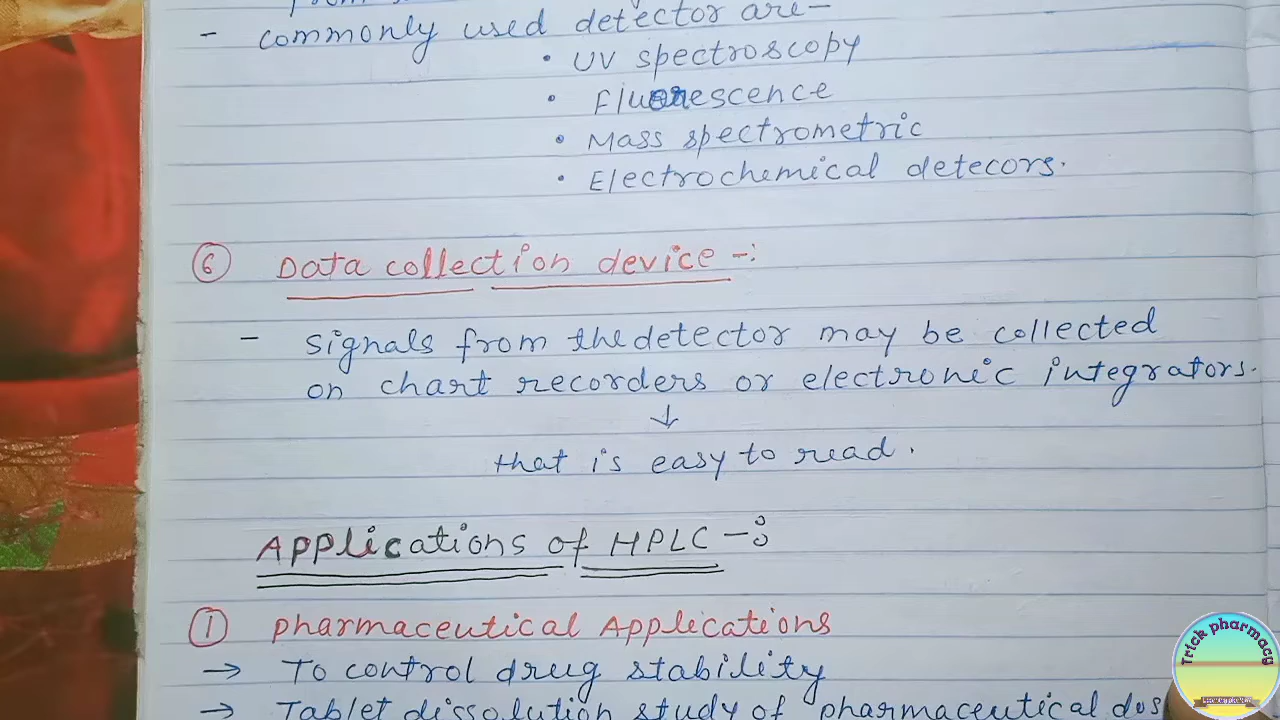 - commonly used detector are-
• UV spectroscopy
• Fluorescence
• Mass spectrometric
• Electrochemical detecors.
⑥ Data collection device -:
- signals from the detector may be collected
on chart recorders or electronic integrators.
↓
that is easy to read.
Applications of HPLC -:
① Pharmaceutical Applications
→ To control drug stability
→ Tablet dissolution study of pharmaceutical dos
Trick pharmacy